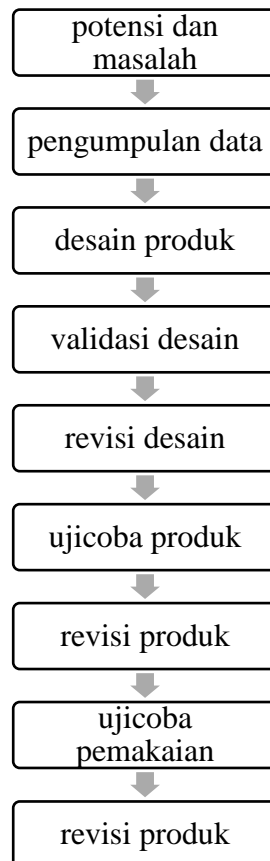 potensi dan
masalah
pengumpulan data
desain produk
validasi desain
revisi desain
ujicoba produk
revisi produk
ujicoba
pemakaian
revisi produk